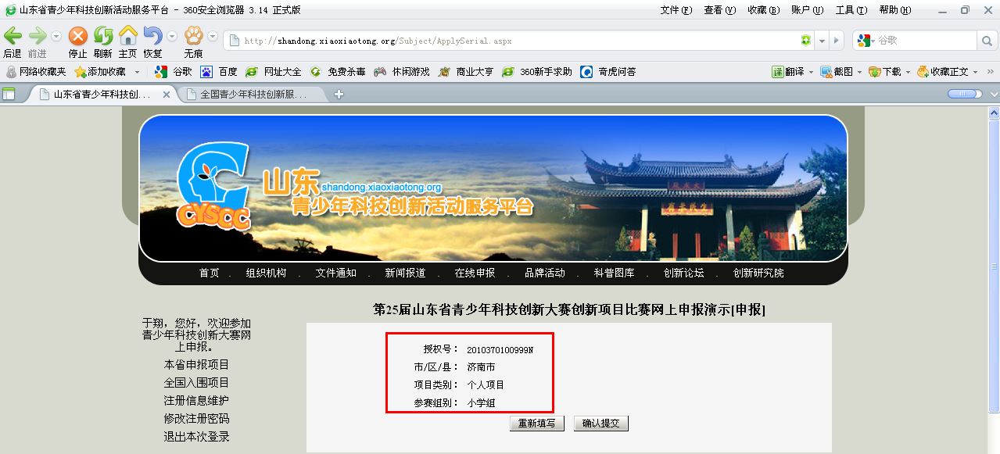 山东省青少年科技创新活动服务平台 - 360安全浏览器 3.14 正式版
文件(F) 查看(V) 收藏(B) 账户(U) 工具(T) 帮助(H)
后退 前进 停止 刷新 主页 恢复 无痕
http://shandong.xiaoxiaotong.org/Subject/ApplySerial.aspx
谷歌
网络收藏夹 添加收藏 谷歌 百度 网址大全 免费杀毒 休闲游戏 商业大亨 360新手求助 奇虎问答 翻译 截图 下载 收藏正文
山东省青少年科技创... 全国青少年科技创新服...
CYSCC
山东 shandong.xiaoxiaotong.org
青少年科技创新活动服务平台
首页 . 组织机构 . 文件通知 . 新闻报道 . 在线申报 . 品牌活动 . 科普图库 . 创新论坛 . 创新研究院
第25届山东省青少年科技创新大赛创新项目比赛网上申报演示[申报]
于翔，您好，欢迎参加
青少年科技创新大赛网
上申报。
本省申报项目
全国入围项目
注册信息维护
修改注册密码
退出本次登录
授权号： 2010370100999N
市/区/县： 济南市
项目类别： 个人项目
参赛组别： 小学组
重新填写 确认提交